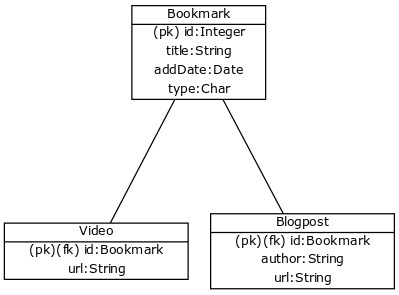 Bookmark
(pk) id:Integer
title:String
addDate:Date
type:Char
Video
(pk)(fk) id:Bookmark
url:String
Blogpost
(pk)(fk) id:Bookmark
author:String
url:String